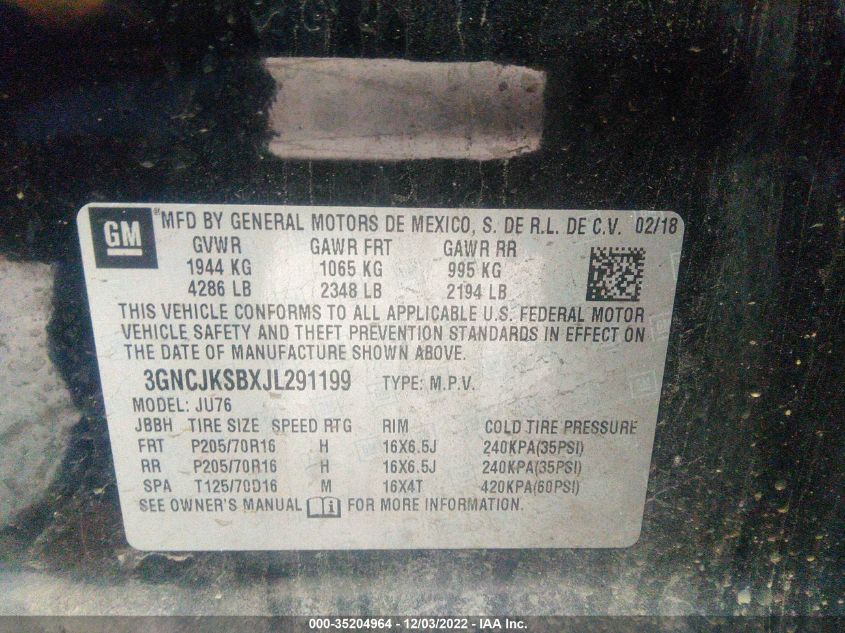 GM ® MFD BY GENERAL MOTORS DE MEXICO, S. DE R.L. DE C.V. 02/18
GVWR GAWR FRT GAWR RR
1944 KG 1065 KG 995 KG
4286 LB 2348 LB 2194 LB
THIS VEHICLE CONFORMS TO ALL APPLICABLE U.S. FEDERAL MOTOR
VEHICLE SAFETY AND THEFT PREVENTION STANDARDS IN EFFECT ON
THE DATE OF MANUFACTURE SHOWN ABOVE.
3GNCJKSBXJL291199 TYPE: M.P.V.
MODEL: JU76
JBBH TIRE SIZE SPEED RTG RIM COLD TIRE PRESSURE
FRT P205/70R16 H 16X6.5J 240KPA(35PSI)
RR P205/70R16 H 16X6.5J 240KPA(35PSI)
SPA T125/70D16 M 16X4T 420KPA(60PSI)
SEE OWNER'S MANUAL FOR MORE INFORMATION.
000-35204964 - 12/03/2022 - IAA Inc.